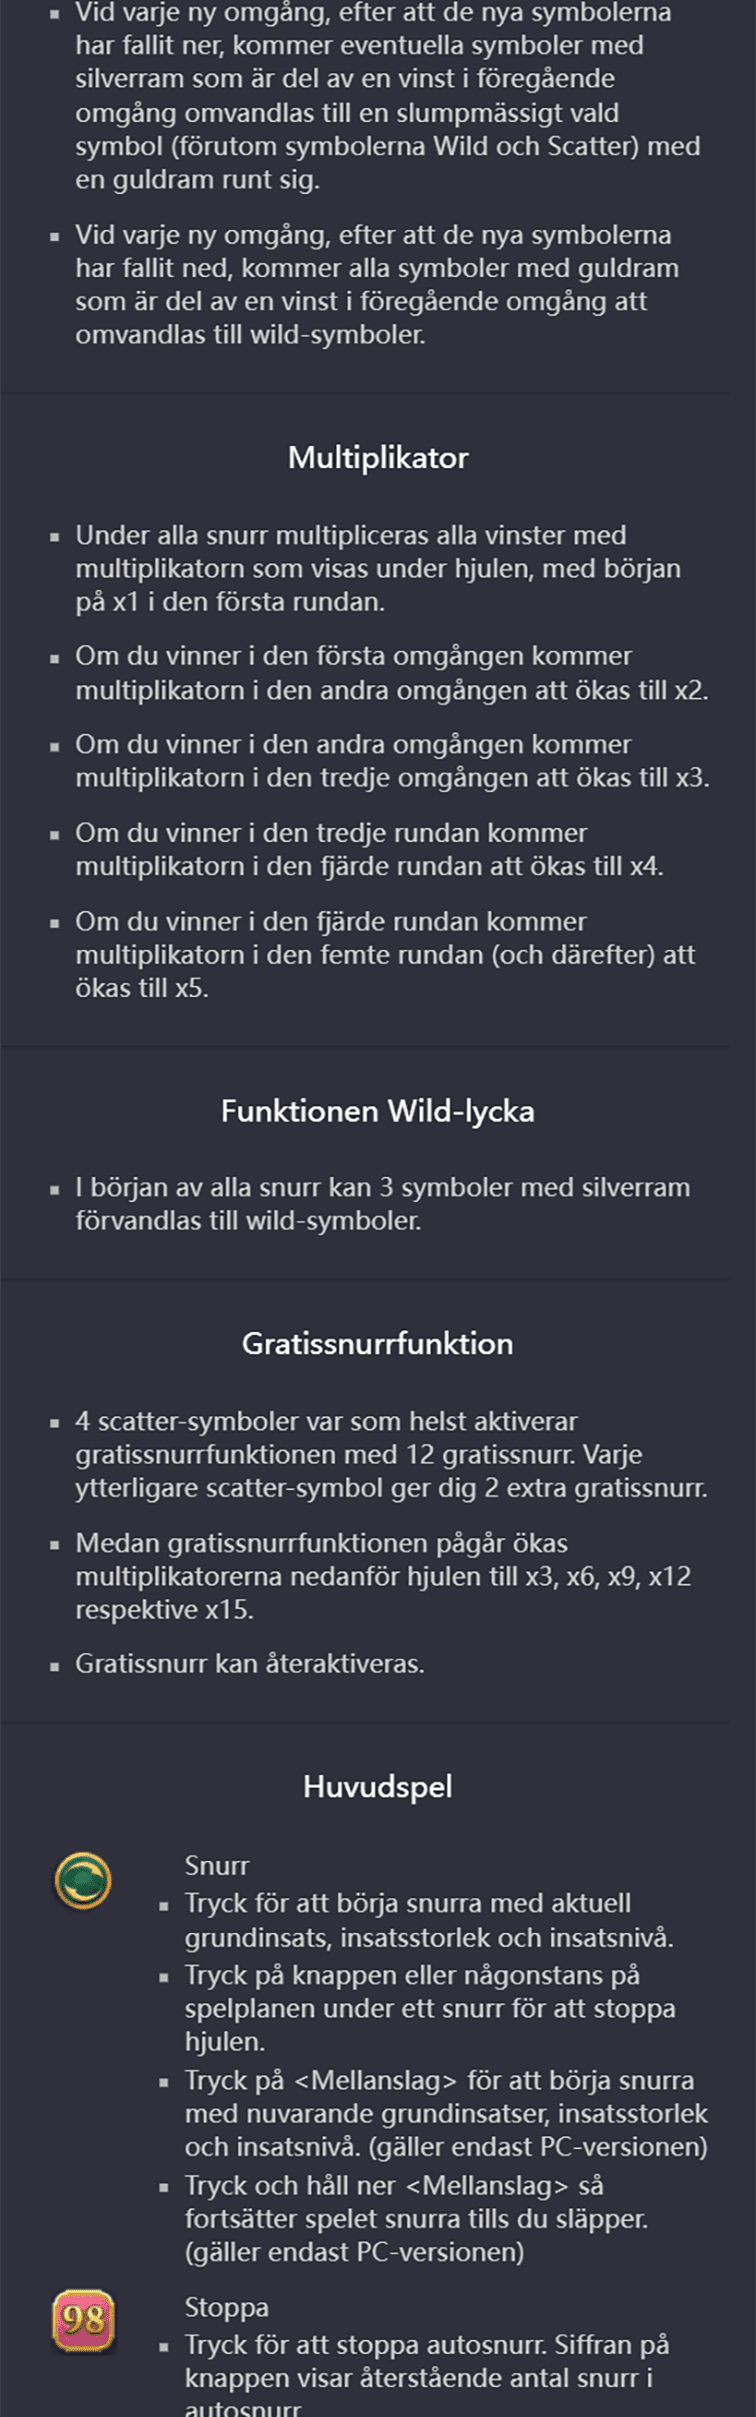 Vid varje ny omgång, efter att de nya symbolerna
har fallit ner, kommer eventuella symboler med
silverram som är del av en vinst i föregående
omgång omvandlas till en slumpmässigt vald
symbol (förutom symbolerna Wild och Scatter) med
en guldram runt sig.
Vid varje ny omgång, efter att de nya symbolerna
har fallit ned, kommer alla symboler med guldram
som är del av en vinst i föregående omgång att
omvandlas till wild-symboler.
Multiplikator
Under alla snurr multipliceras alla vinster med
multiplikatorn som visas under hjulen, med början
på x1 i den första rundan.
Om du vinner i den första omgången kommer
multiplikatorn i den andra omgången att ökas till x2.
Om du vinner i den andra omgången kommer
multiplikatorn i den tredje omgången att ökas till x3.
Om du vinner i den tredje rundan kommer
multiplikatorn i den fjärde rundan att ökas till x4.
Om du vinner i den fjärde rundan kommer
multiplikatorn i den femte rundan (och därefter) att
ökas till x5.
Funktionen Wild-lycka
I början av alla snurr kan 3 symboler med silverram
förvandlas till wild-symboler.
Gratissnurrfunktion
4 scatter-symboler var som helst aktiverar
gratissnurrfunktionen med 12 gratissnurr. Varje
ytterligare scatter-symbol ger dig 2 extra gratissnurr.
Medan gratissnurrfunktionen pågår ökas
multiplikatorerna nedanför hjulen till x3, x6, x9, x12
respektive x15.
Gratissnurr kan återaktiveras.
Huvudspel
Snurr
Tryck för att börja snurra med aktuell
grundinsats, insatsstorlek och insatsnivå.
Tryck på knappen eller någonstans på
spelplanen under ett snurr för att stoppa
hjulen.
Tryck på <Mellanslag> för att börja snurra
med nuvarande grundinsatser, insatsstorlek
och insatsnivå. (gäller endast PC-versionen)
Tryck och håll ner <Mellanslag> så
fortsätter spelet snurra tills du släpper.
(gäller endast PC-versionen)
98
Stoppa
Tryck för att stoppa autosnurr. Siffran på
knappen visar återstående antal snurr i
autosnurr